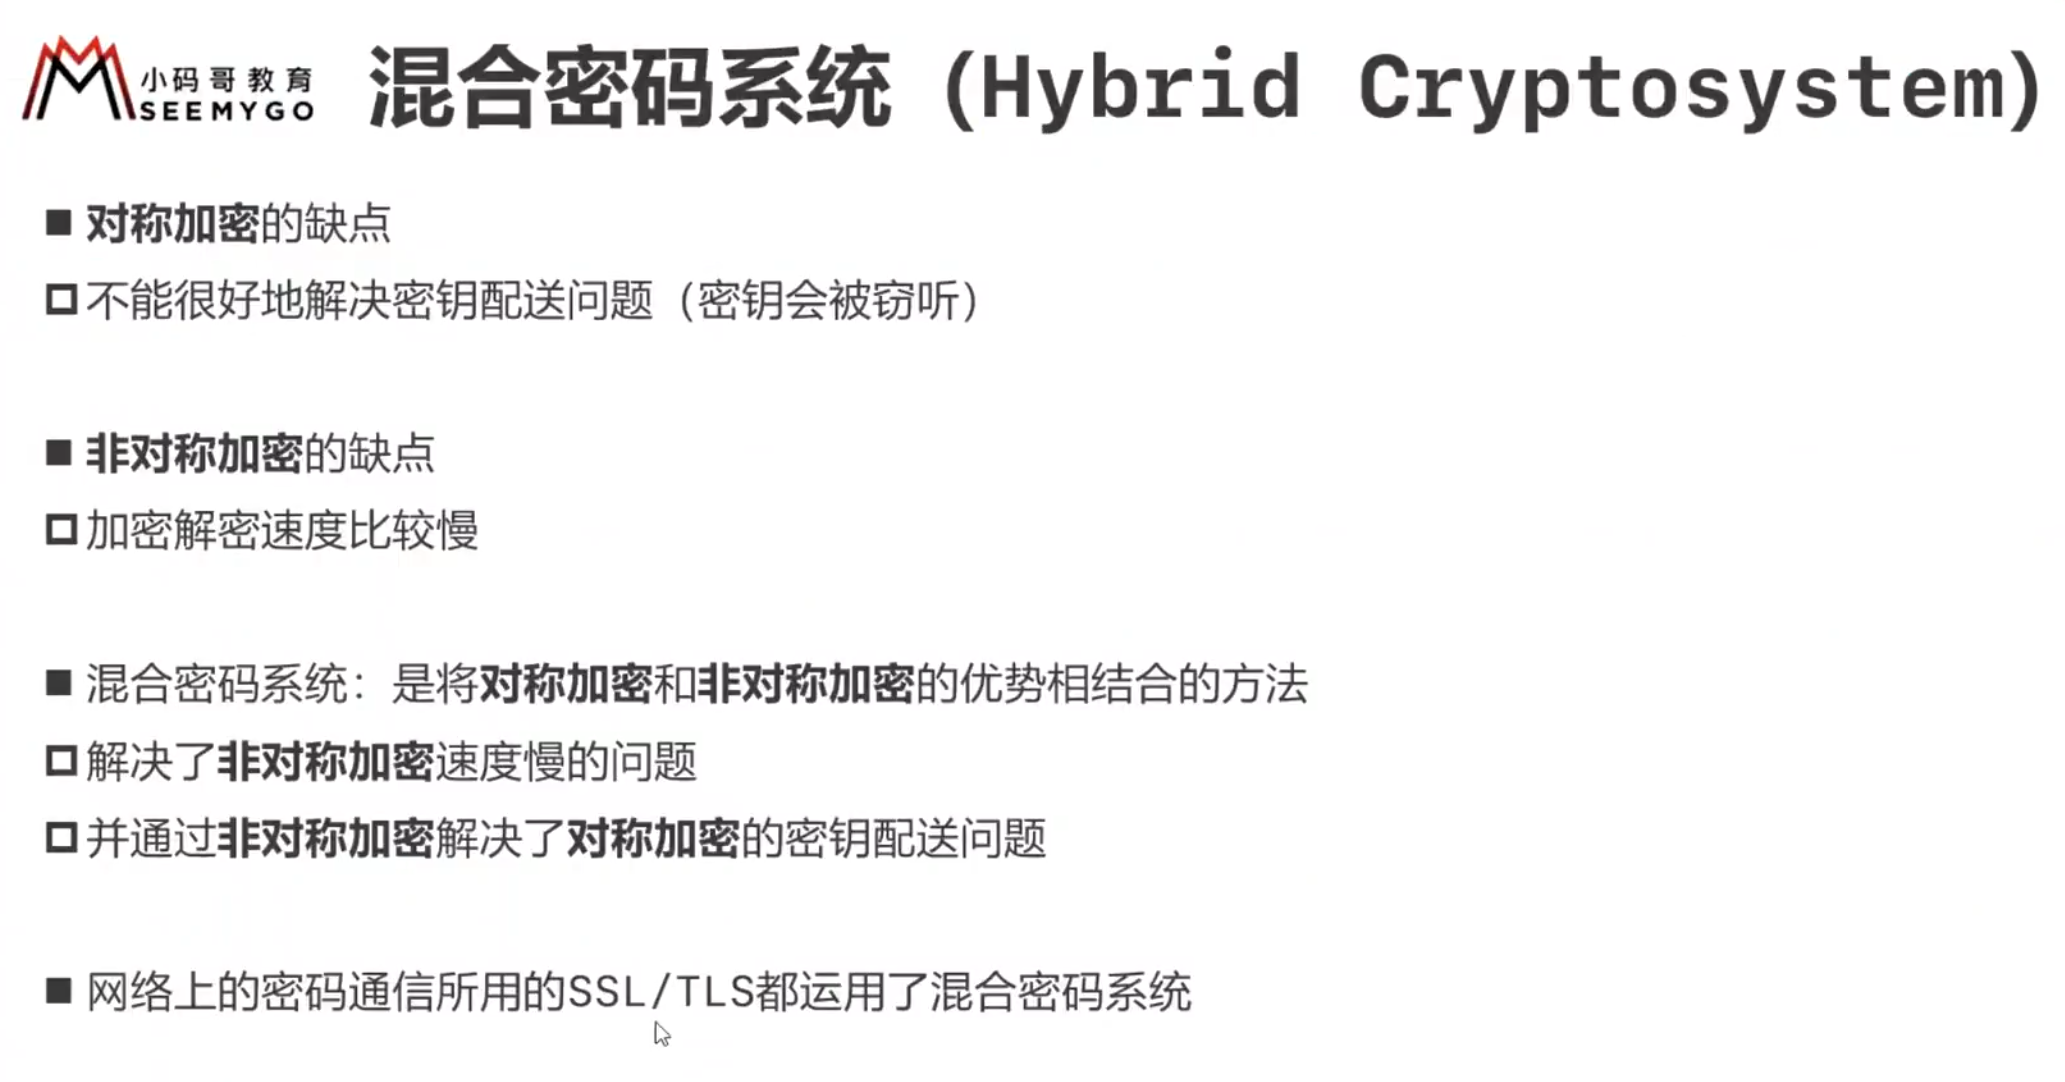 小码哥教育
SEEMYGO
混合密码系统（Hybrid Cryptosystem）
■ 对称加密的缺点
□ 不能很好地解决密钥配送问题（密钥会被窃听）
■ 非对称加密的缺点
□ 加密解密速度比较慢
■ 混合密码系统：是将对称加密和非对称加密的优势相结合的方法
□ 解决了非对称加密速度慢的问题
□ 并通过非对称加密解决了对称加密的密钥配送问题
■ 网络上的密码通信所用的SSL/TLS都运用了混合密码系统